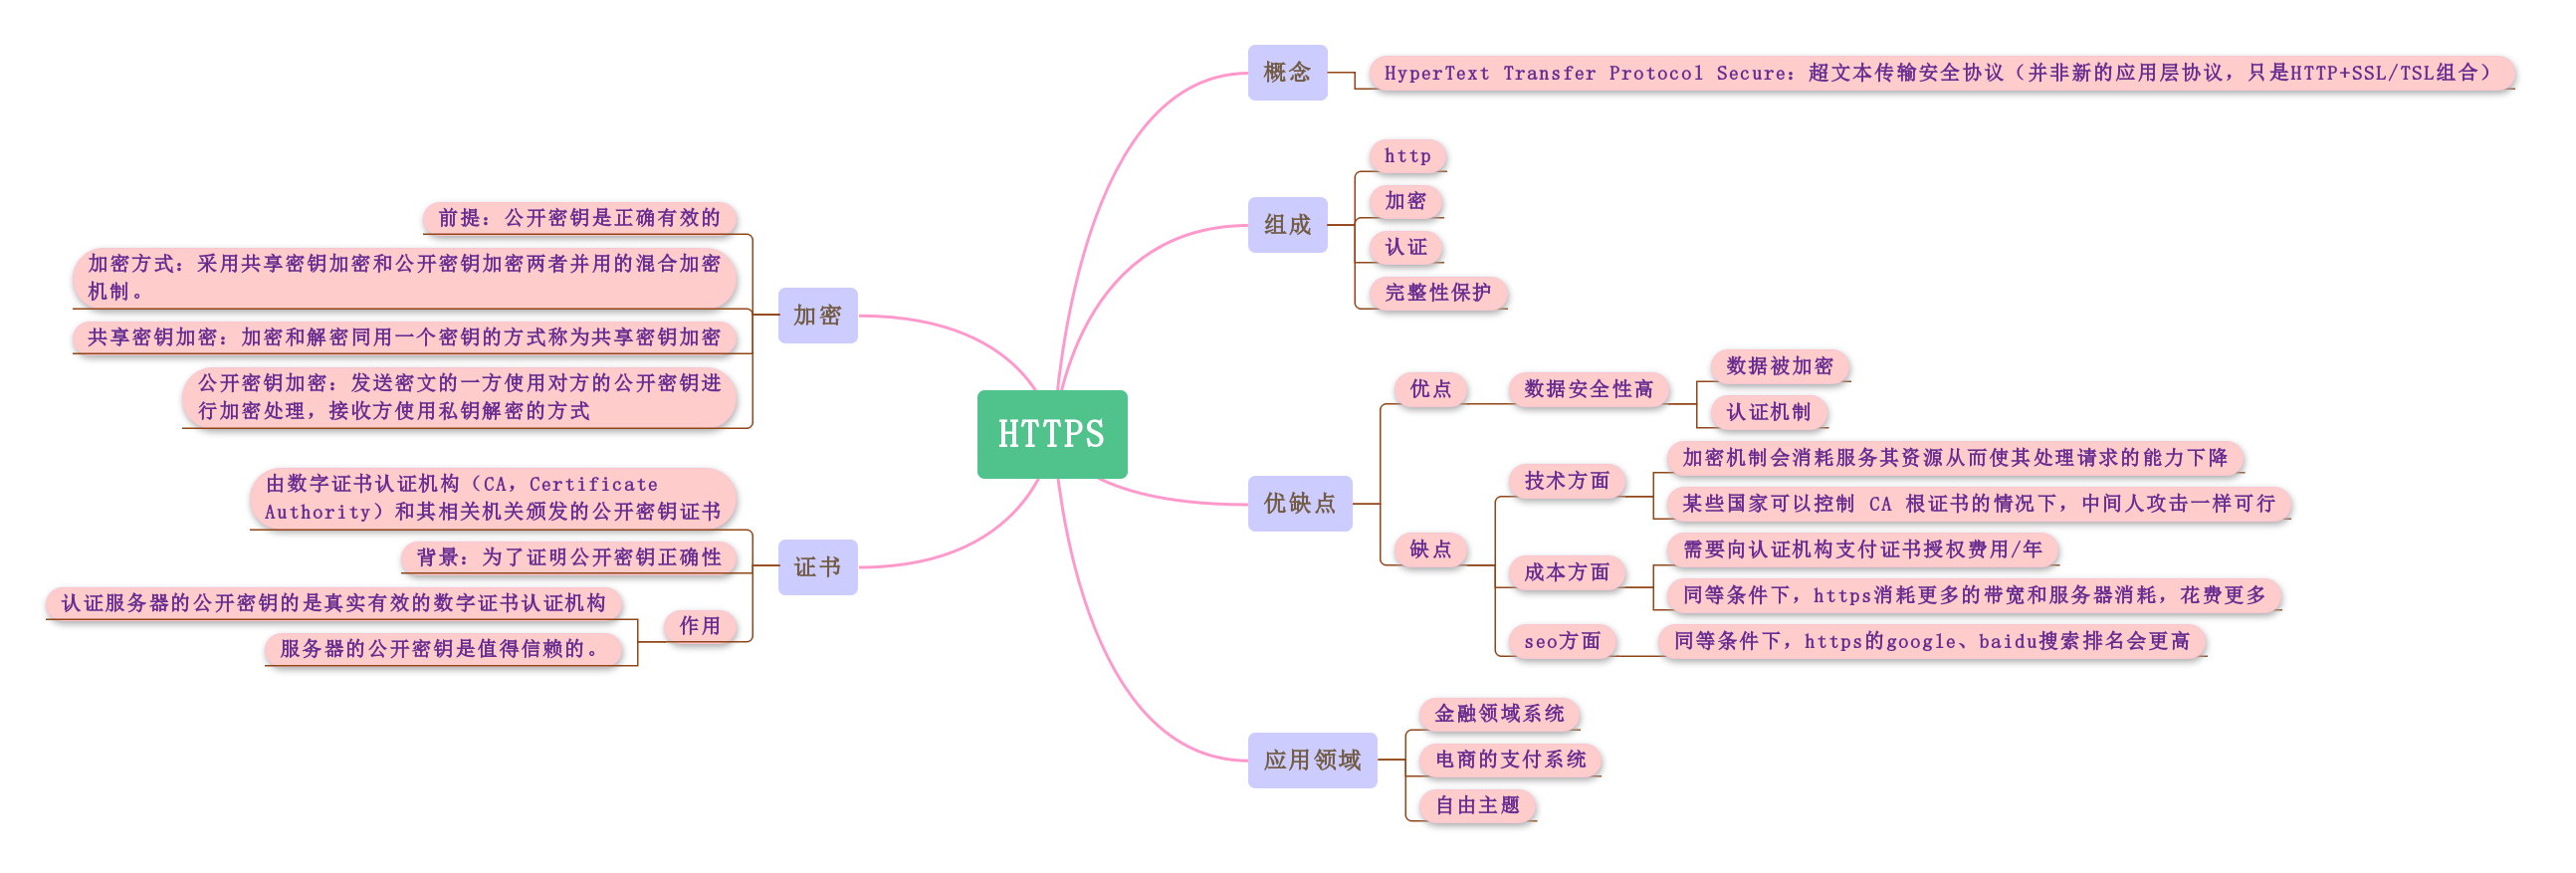 HTTPS
概念
HyperText Transfer Protocol Secure：超文本传输安全协议（并非新的应用层协议，只是HTTP+SSL/TSL组合）
组成
http
加密
认证
完整性保护
优缺点
优点
数据安全性高
数据被加密
认证机制
缺点
技术方面
加密机制会消耗服务其资源从而使其处理请求的能力下降
某些国家可以控制 CA 根证书的情况下，中间人攻击一样可行
成本方面
需要向认证机构支付证书授权费用/年
同等条件下，https消耗更多的带宽和服务器消耗，花费更多
seo方面
同等条件下，https的google、baidu搜索排名会更高
应用领域
金融领域系统
电商的支付系统
自由主题
加密
前提：公开密钥是正确有效的
加密方式：采用共享密钥加密和公开密钥加密两者并用的混合加密
机制。
共享密钥加密：加密和解密同用一个密钥的方式称为共享密钥加密
公开密钥加密：发送密文的一方使用对方的公开密钥进
行加密处理，接收方使用私钥解密的方式
证书
由数字证书认证机构（CA，Certificate
Authority）和其相关机关颁发的公开密钥证书
背景：为了证明公开密钥正确性
作用
认证服务器的公开密钥的是真实有效的数字证书认证机构
服务器的公开密钥是值得信赖的。